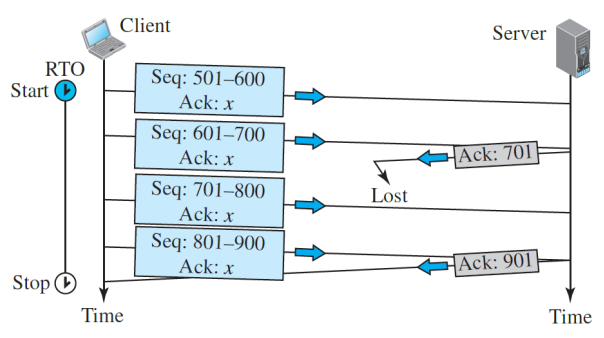 Client
Server
RTO
Start
Seq: 501–600
Ack: x
Seq: 601–700
Ack: x
Ack: 701
Lost
Seq: 701–800
Ack: x
Seq: 801–900
Ack: x
Ack: 901
Stop
Time
Time